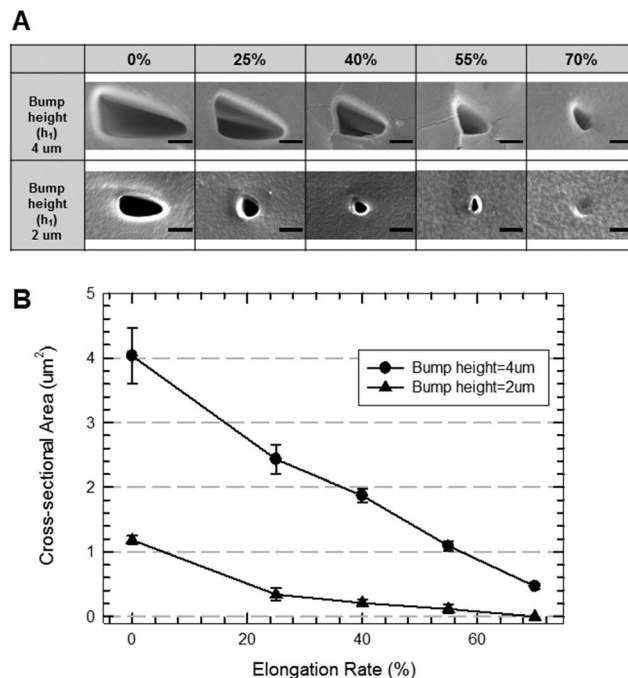 A
0% 25% 40% 55% 70%
Bump
height
(h₁)
4 um
Bump
height
(h₁)
2 um
B
5
4
3
2
1
0
Cross-sectional Area (um²)
Bump height=4um
Bump height=2um
0 20 40 60
Elongation Rate (%)